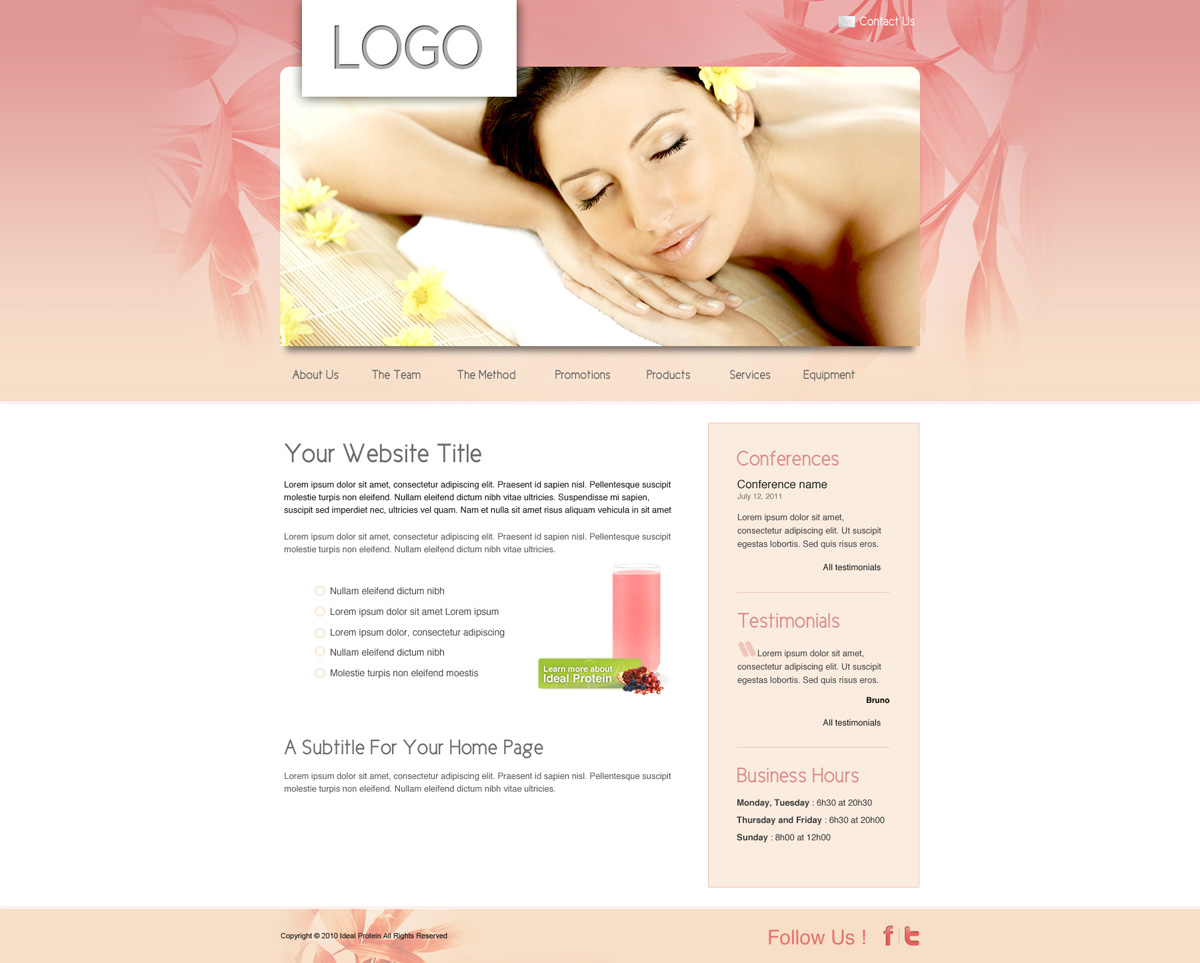 LOGO
Contact Us
About Us The Team The Method Promotions Products Services Equipment
Your Website Title
Lorem ipsum dolor sit amet, consectetur adipiscing elit. Praesent id sapien nisl. Pellentesque suscipit
molestie turpis non eleifend. Nullam eleifend dictum nibh vitae ultricies. Suspendisse mi sapien,
suscipit sed imperdiet nec, ultricies vel quam. Nam et nulla sit amet risus aliquam vehicula in sit amet
Lorem ipsum dolor sit amet, consectetur adipiscing elit. Praesent id sapien nisl. Pellentesque suscipit
molestie turpis non eleifend. Nullam eleifend dictum nibh vitae ultricies.
Nullam eleifend dictum nibh
Lorem ipsum dolor sit amet Lorem ipsum
Lorem ipsum dolor, consectetur adipiscing
Nullam eleifend dictum nibh
Molestie turpis non eleifend moestis
Learn more about
Ideal Protein
A Subtitle For Your Home Page
Lorem ipsum dolor sit amet, consectetur adipiscing elit. Praesent id sapien nisl. Pellentesque suscipit
molestie turpis non eleifend. Nullam eleifend dictum nibh vitae ultricies.
Conferences
Conference name
July 12, 2011
Lorem ipsum dolor sit amet,
consectetur adipiscing elit. Ut suscipit
egestas lobortis. Sed quis risus eros.
All testimonials
Testimonials
Lorem ipsum dolor sit amet,
consectetur adipiscing elit. Ut suscipit
egestas lobortis. Sed quis risus eros.
Bruno
All testimonials
Business Hours
Monday, Tuesday : 6h30 at 20h30
Thursday and Friday : 6h30 at 20h00
Sunday : 8h00 at 12h00
Copyright © 2010 Ideal Protein All Rights Reserved
Follow Us !